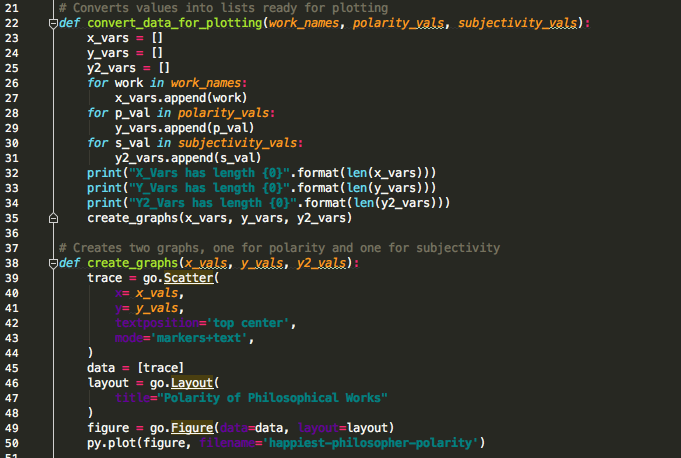 21 # Converts values into lists ready for plotting
22 def convert_data_for_plotting(work_names, polarity_vals, subjectivity_vals):
23 x_vars = []
24 y_vars = []
25 y2_vars = []
26 for work in work_names:
27 x_vars.append(work)
28 for p_val in polarity_vals:
29 y_vars.append(p_val)
30 for s_val in subjectivity_vals:
31 y2_vars.append(s_val)
32 print("X_Vars has length {0}".format(len(x_vars)))
33 print("Y_Vars has length {0}".format(len(y_vars)))
34 print("Y2_Vars has length {0}".format(len(y2_vars)))
35 create_graphs(x_vars, y_vars, y2_vars)
36
37 # Creates two graphs, one for polarity and one for subjectivity
38 def create_graphs(x_vals, y_vals, y2_vals):
39 trace = go.Scatter(
40 x= x_vals,
41 y= y_vals,
42 textposition='top center',
43 mode='markers+text',
44 )
45 data = [trace]
46 layout = go.Layout(
47 title="Polarity of Philosophical Works"
48 )
49 figure = go.Figure(data=data, layout=layout)
50 py.plot(figure, filename='happiest-philosopher-polarity')
51